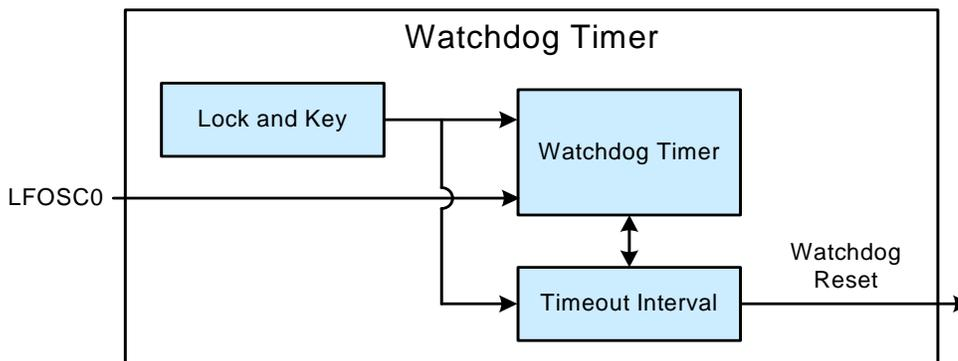 Watchdog Timer
Lock and Key
Watchdog Timer
LFOSC0
Watchdog
Reset
Timeout Interval